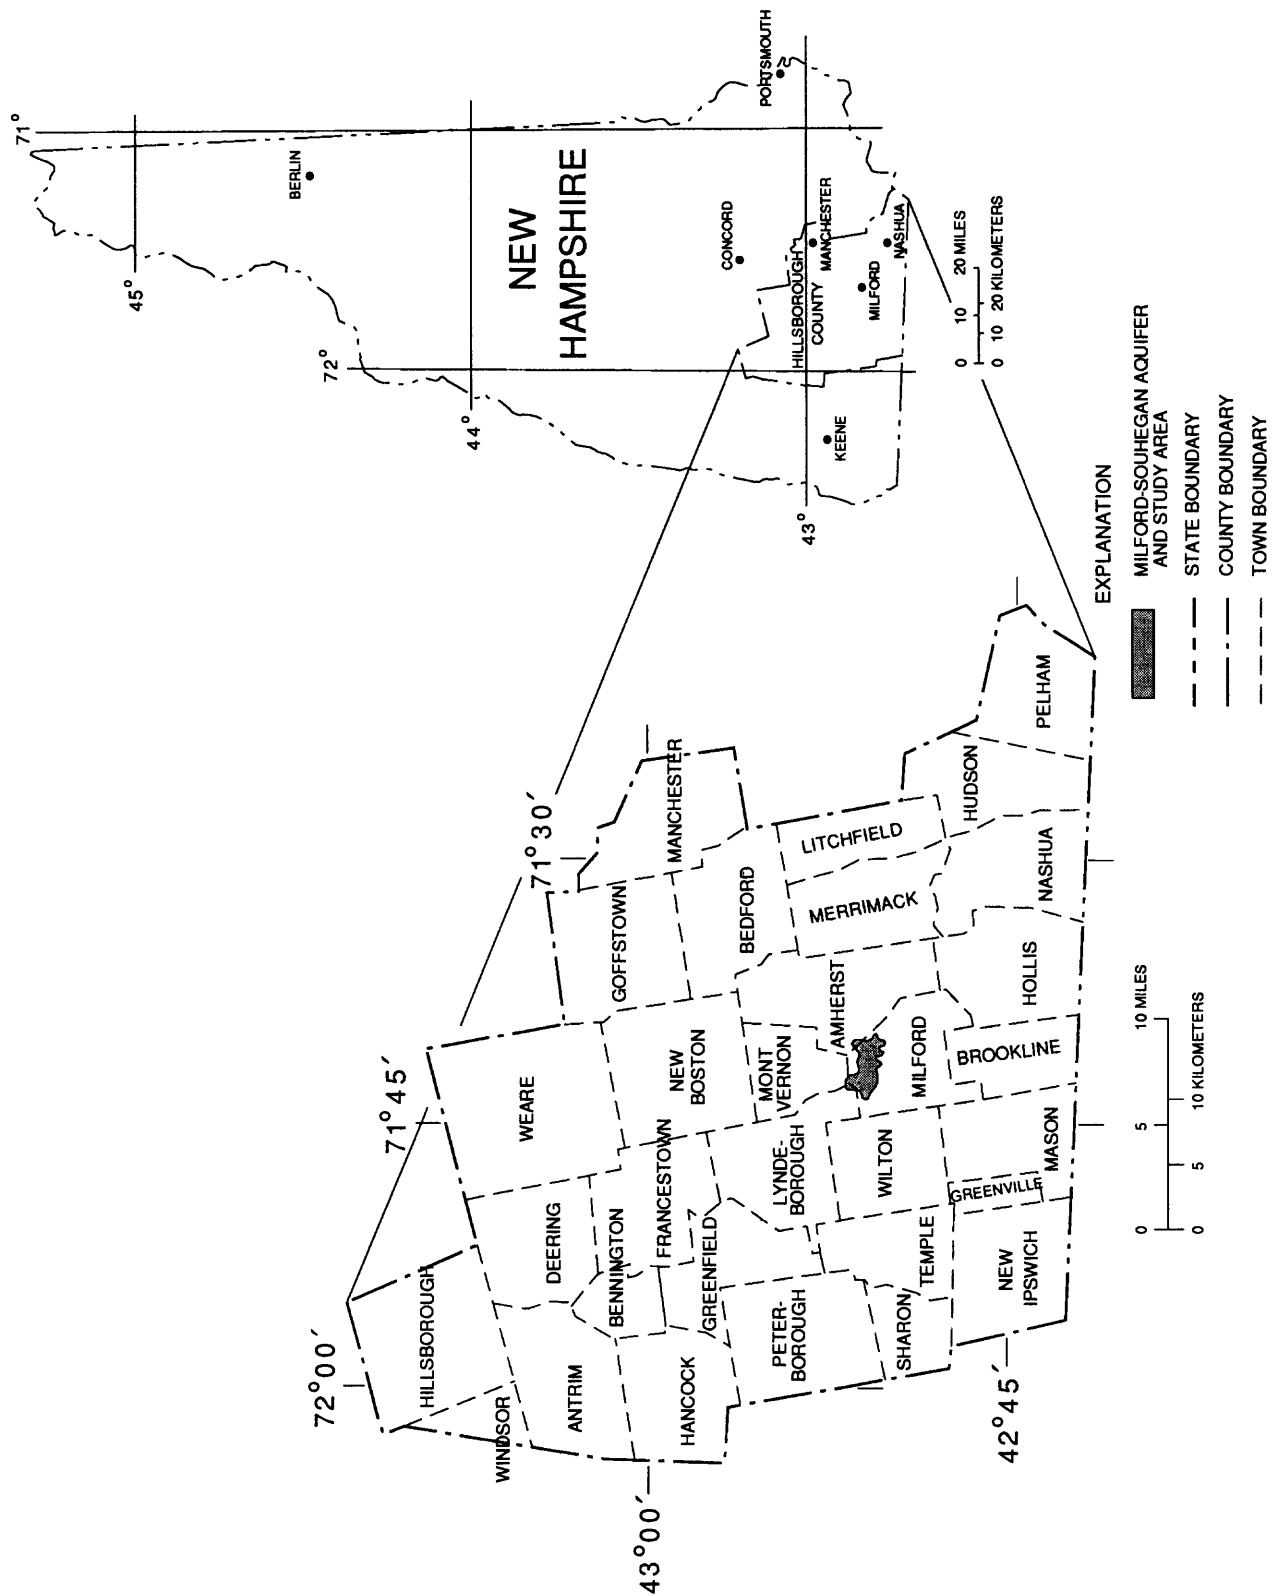 71°
45°
BERLIN
NEW
HAMPSHIRE
72°
44°
CONCORD
PORTSMOUTH
HILLSBOROUGH
COUNTY
MANCHESTER
43°
KEENE
MILFORD
NASHUA
0 10 20 MILES
0 10 20 KILOMETERS
72°00′
71°45′
71°30′
HILLSBOROUGH
WINDSOR
WEARE
DEERING
ANTRIM
GOFFSTOWN
MANCHESTER
BENNINGTON
FRANCESTOWN
NEW
BOSTON
43°00′
HANCOCK
GREENFIELD
BEDFORD
MONT
VERNON
LYNDE-
BOROUGH
PETER-
BOROUGH
AMHERST
MERRIMACK
LITCHFIELD
WILTON
MILFORD
TEMPLE
SHARON
HUDSON
GREENVILLE
BROOKLINE
HOLLIS
NASHUA
PELHAM
MASON
NEW
IPSWICH
42°45′
0 5 10 MILES
0 5 10 KILOMETERS
EXPLANATION
MILFORD-SOUHEGAN AQUIFER
AND STUDY AREA
STATE BOUNDARY
COUNTY BOUNDARY
TOWN BOUNDARY